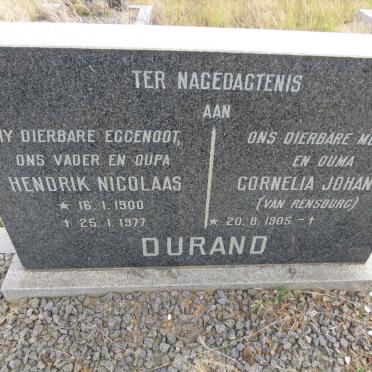 TER NAGEDAGTENIS
AAN
MY DIERBARE EGGENOOT,
ONS VADER EN OUPA
HENDRIK NICOLAAS
* 16.1.1900
† 25.1.1977
ONS DIERBARE
EN OUMA
CORNELIA
(VAN RENSBURG)
* 20.8.1905 - †
DURAND